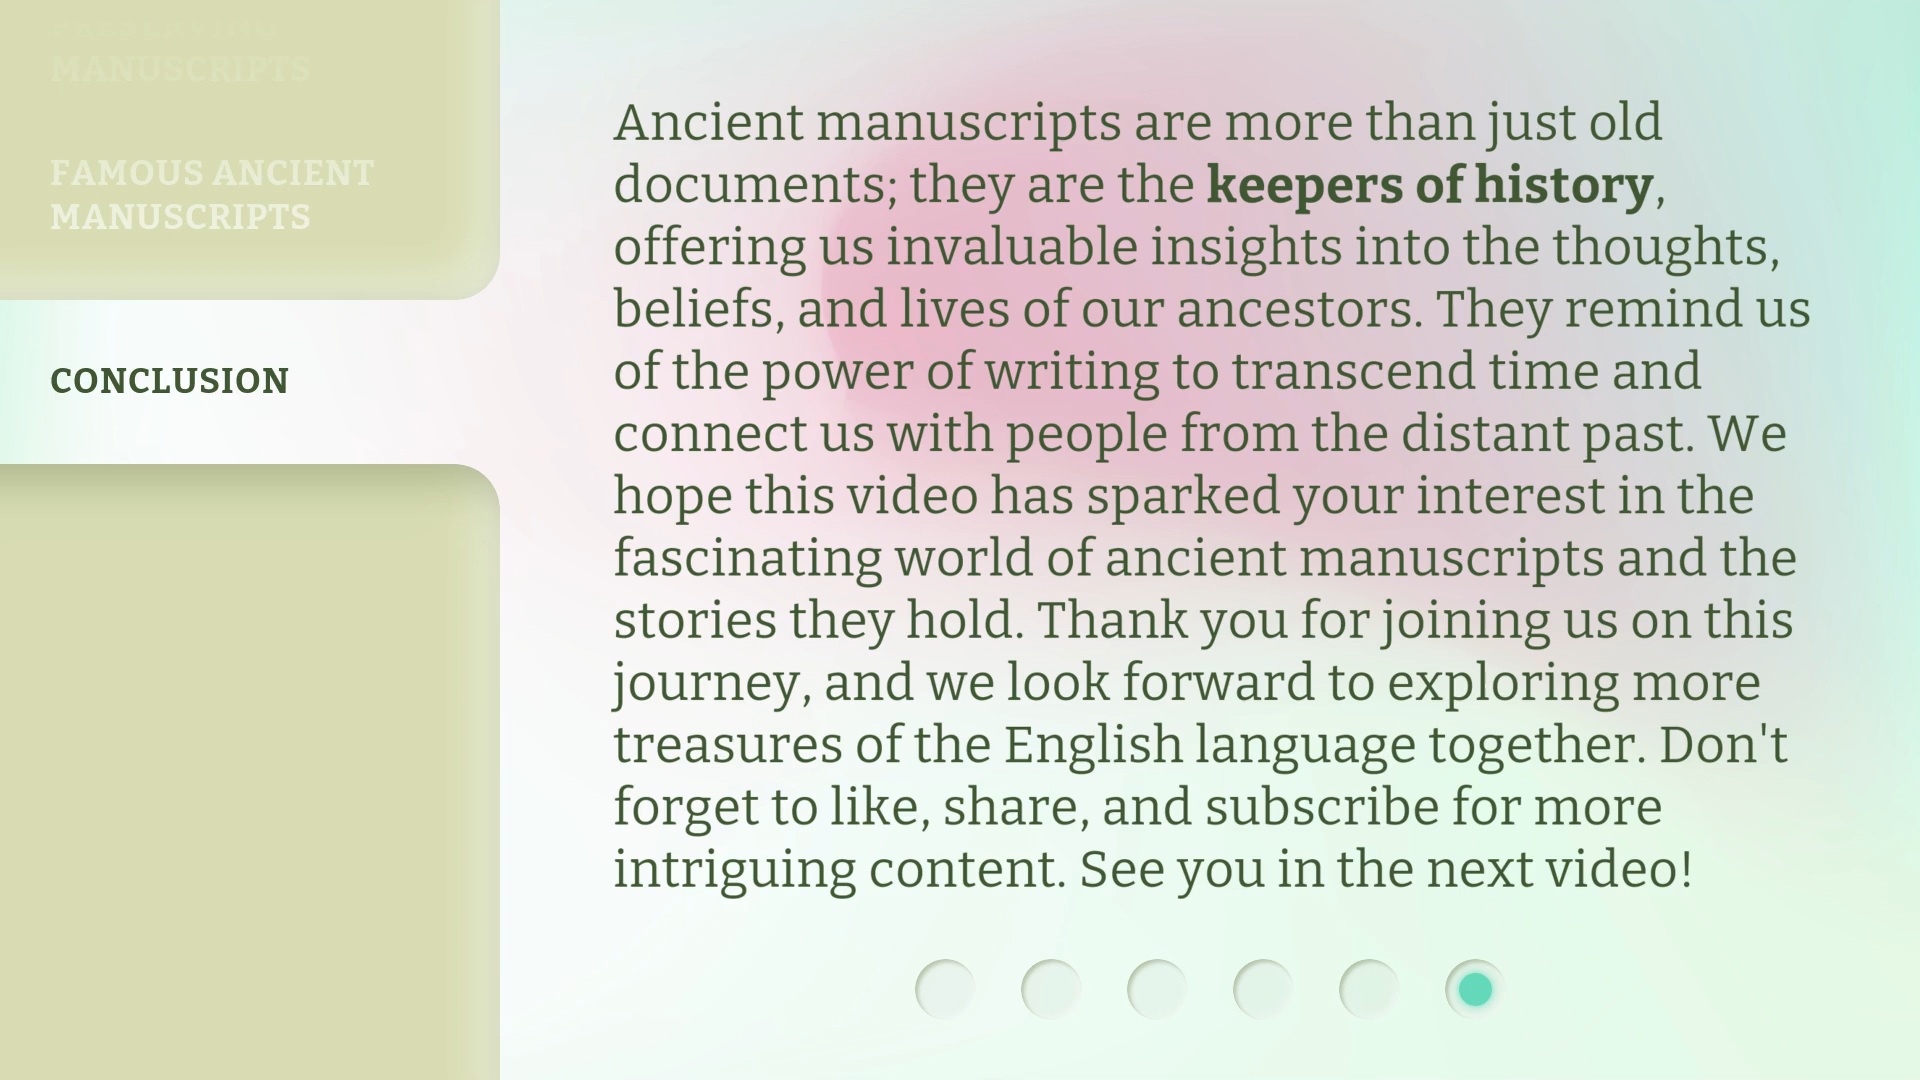 MANUSCRIPTS
FAMOUS ANCIENT
MANUSCRIPTS
CONCLUSION
Ancient manuscripts are more than just old
documents; they are the keepers of history,
offering us invaluable insights into the thoughts,
beliefs, and lives of our ancestors. They remind us
of the power of writing to transcend time and
connect us with people from the distant past. We
hope this video has sparked your interest in the
fascinating world of ancient manuscripts and the
stories they hold. Thank you for joining us on this
journey, and we look forward to exploring more
treasures of the English language together. Don't
forget to like, share, and subscribe for more
intriguing content. See you in the next video!